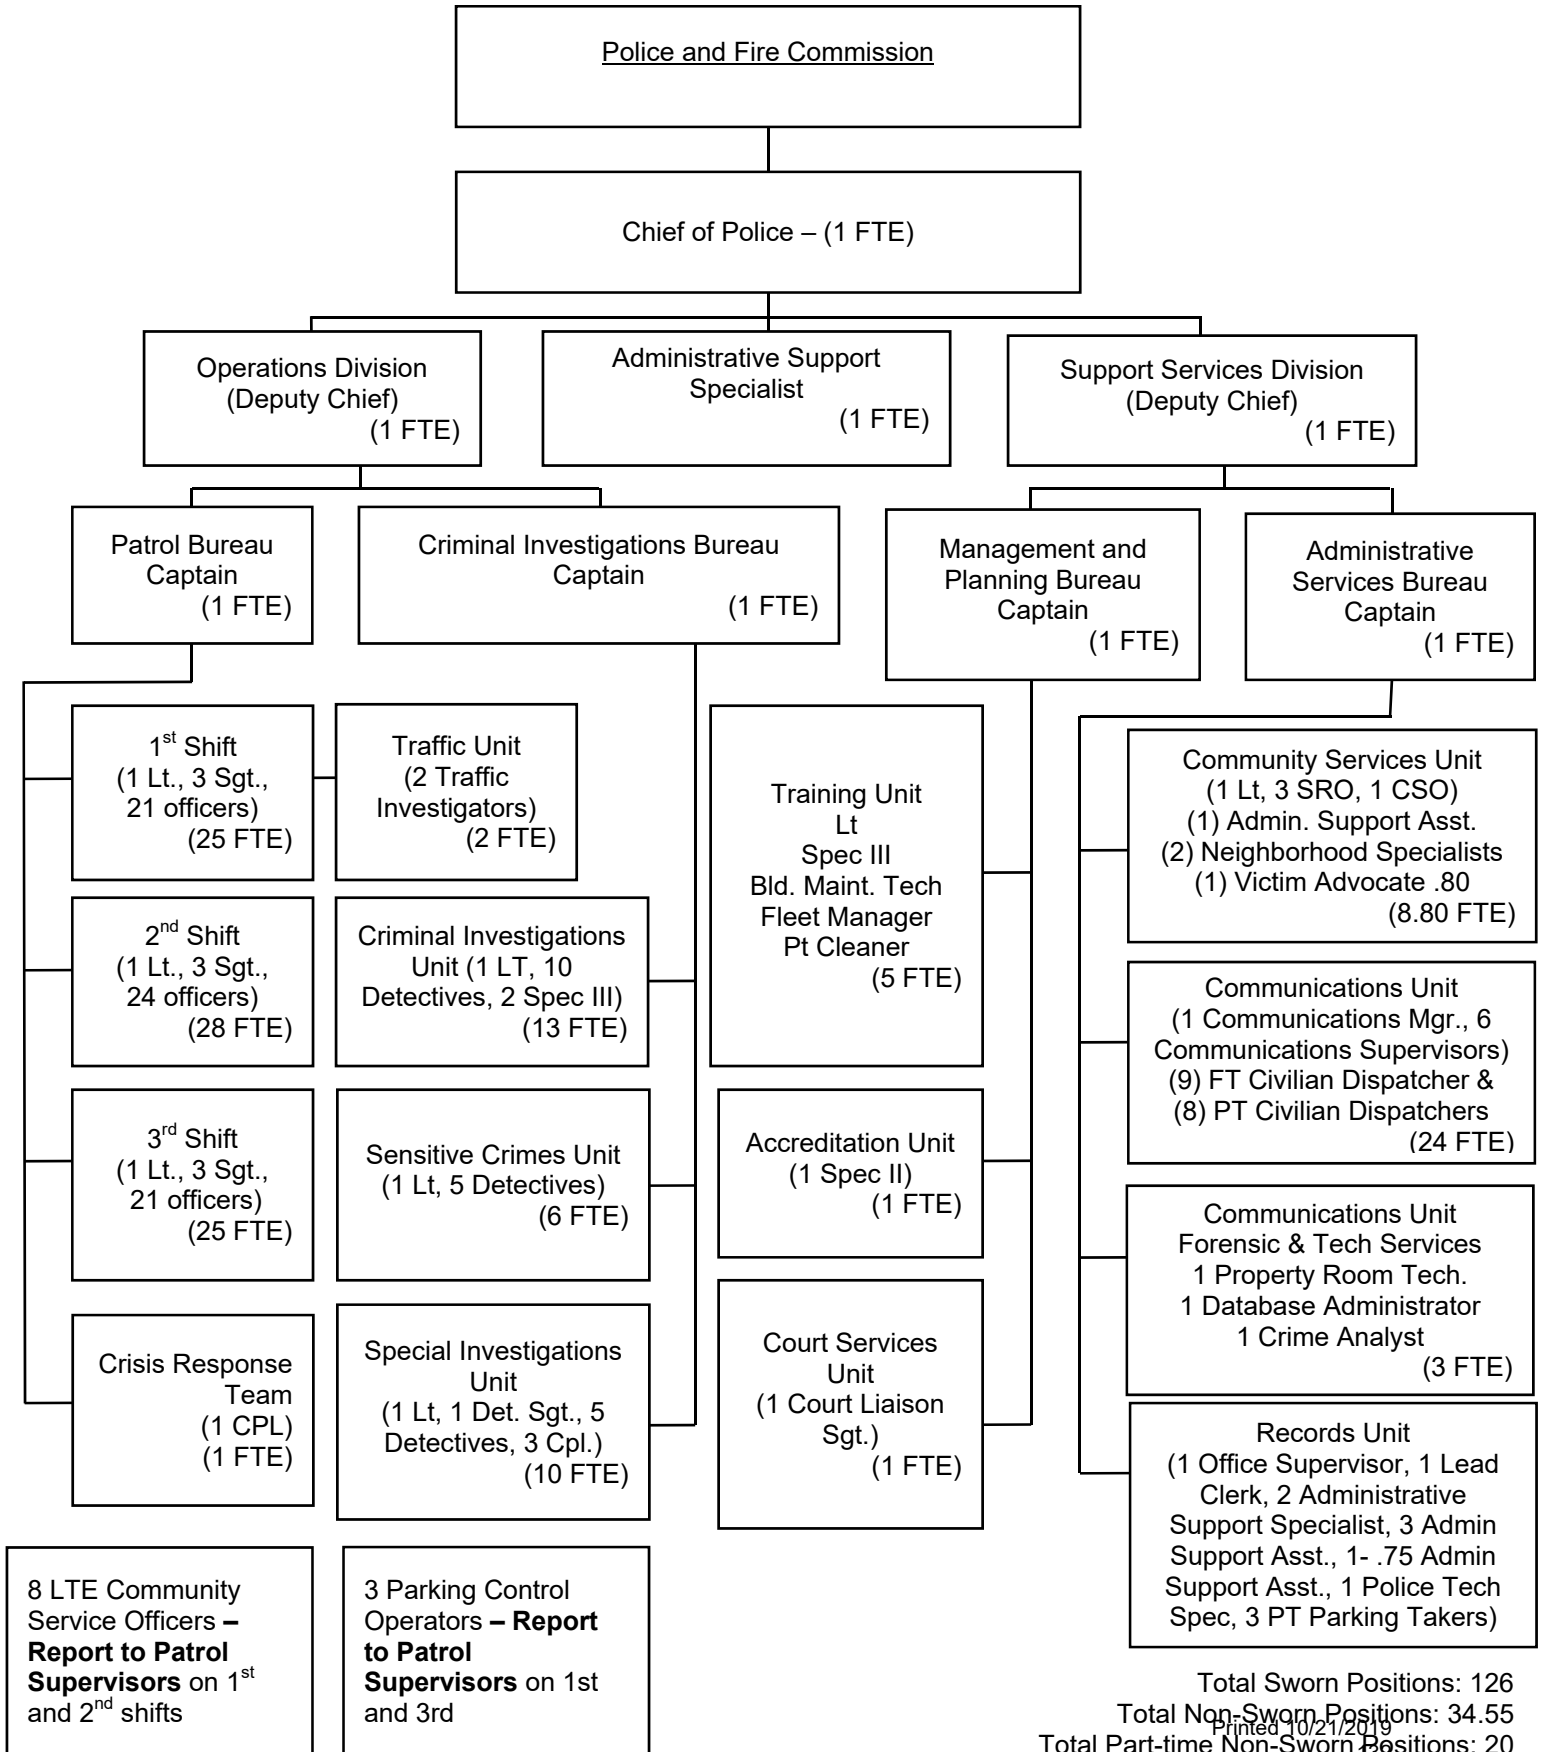 Police and Fire Commission
Chief of Police – (1 FTE)
Operations Division
(Deputy Chief)
(1 FTE)
Administrative Support
Specialist
(1 FTE)
Support Services Division
(Deputy Chief)
(1 FTE)
Patrol Bureau
Captain
(1 FTE)
Criminal Investigations Bureau
Captain
(1 FTE)
Management and
Planning Bureau
Captain
(1 FTE)
Administrative
Services Bureau
Captain
(1 FTE)
1st Shift
(1 Lt., 3 Sgt.,
21 officers)
(25 FTE)
Traffic Unit
(2 Traffic
Investigators)
(2 FTE)
2nd Shift
(1 Lt., 3 Sgt.,
24 officers)
(28 FTE)
Criminal Investigations
Unit (1 LT, 10
Detectives, 2 Spec III)
(13 FTE)
3rd Shift
(1 Lt., 3 Sgt.,
21 officers)
(25 FTE)
Sensitive Crimes Unit
(1 Lt, 5 Detectives)
(6 FTE)
Crisis Response
Team
(1 CPL)
(1 FTE)
Special Investigations
Unit
(1 Lt, 1 Det. Sgt., 5
Detectives, 3 Cpl.)
(10 FTE)
Training Unit
Lt
Spec III
Bld. Maint. Tech
Fleet Manager
Pt Cleaner
(5 FTE)
Accreditation Unit
(1 Spec II)
(1 FTE)
Court Services
Unit
(1 Court Liaison
Sgt.)
(1 FTE)
Community Services Unit
(1 Lt, 3 SRO, 1 CSO)
(1) Admin. Support Asst.
(2) Neighborhood Specialists
(1) Victim Advocate .80
(8.80 FTE)
Communications Unit
(1 Communications Mgr., 6
Communications Supervisors)
(9) FT Civilian Dispatcher &
(8) PT Civilian Dispatchers
(24 FTE)
Communications Unit
Forensic & Tech Services
1 Property Room Tech.
1 Database Administrator
1 Crime Analyst
(3 FTE)
Records Unit
(1 Office Supervisor, 1 Lead
Clerk, 2 Administrative
Support Specialist, 3 Admin
Support Asst., 1- .75 Admin
Support Asst., 1 Police Tech
Spec, 3 PT Parking Takers)
8 LTE Community
Service Officers –
Report to Patrol
Supervisors on 1st
and 2nd shifts
3 Parking Control
Operators – Report
to Patrol
Supervisors on 1st
and 3rd
Total Sworn Positions: 126
Total Non-Sworn Positions: 34.55
Printed 10/21/2019
Total Part-time Non-Sworn Positions: 20